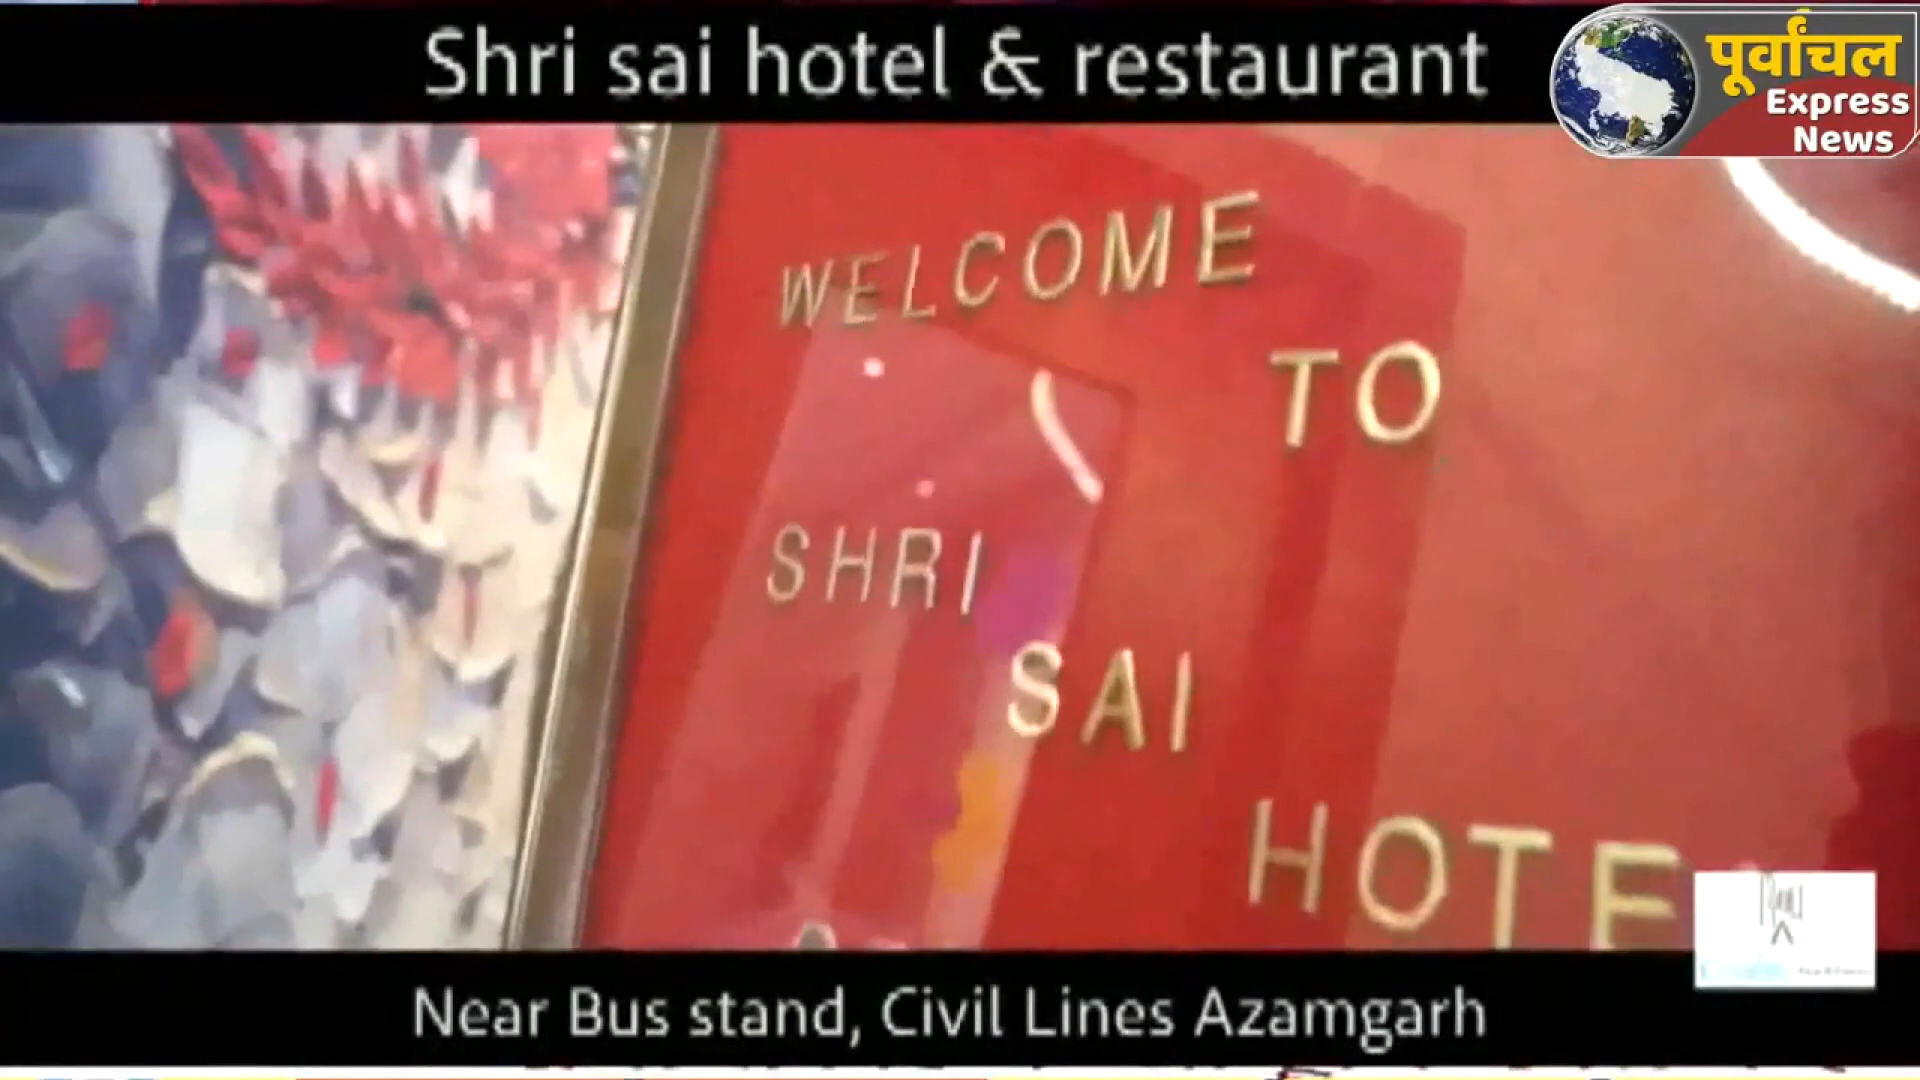 Shri sai hotel & restaurant
पूर्वांचल
Express
News
WELCOME
TO
SHRI
SAI
HOTE
Near Bus stand, Civil Lines Azamgarh